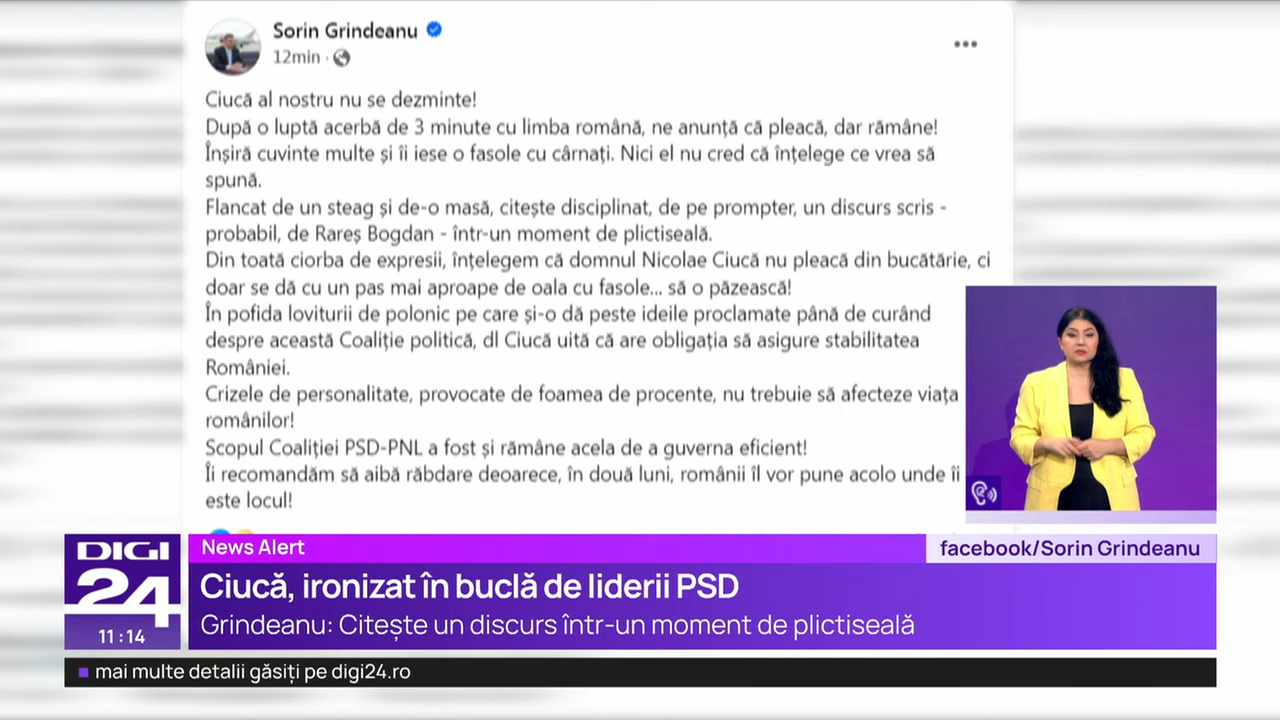 Sorin Grindeanu
12min ·
Ciucă al nostru nu se dezminte!
După o luptă acerbă de 3 minute cu limba română, ne anunță că pleacă, dar rămâne!
Înșiră cuvinte multe și îi iese o fasole cu cârnați. Nici el nu cred că înțelege ce vrea să
spună.
Flancat de un steag și de-o masă, citește disciplinat, de pe prompter, un discurs scris -
probabil, de Rareș Bogdan - într-un moment de plictiseală.
Din toată ciorba de expresii, înțelegem că domnul Nicolae Ciucă nu pleacă din bucătărie, ci
doar se dă cu un pas mai aproape de oala cu fasole... să o păzească!
În pofida loviturii de polonic pe care și-o dă peste ideile proclamate până de curând
despre această Coaliție politică, dl Ciucă uită că are obligația să asigure stabilitatea
României.
Crizele de personalitate, provocate de foamea de procente, nu trebuie să afecteze viața
românilor!
Scopul Coaliției PSD-PNL a fost și rămâne acela de a guverna eficient!
Îi recomandăm să aibă răbdare deoarece, în două luni, românii îl vor pune acolo unde îi
este locul!
DIGI
24
11:14
News Alert
facebook/Sorin Grindeanu
Ciucă, ironizat în buclă de liderii PSD
Grindeanu: Citește un discurs într-un moment de plictiseală
mai multe detalii găsiți pe digi24.ro